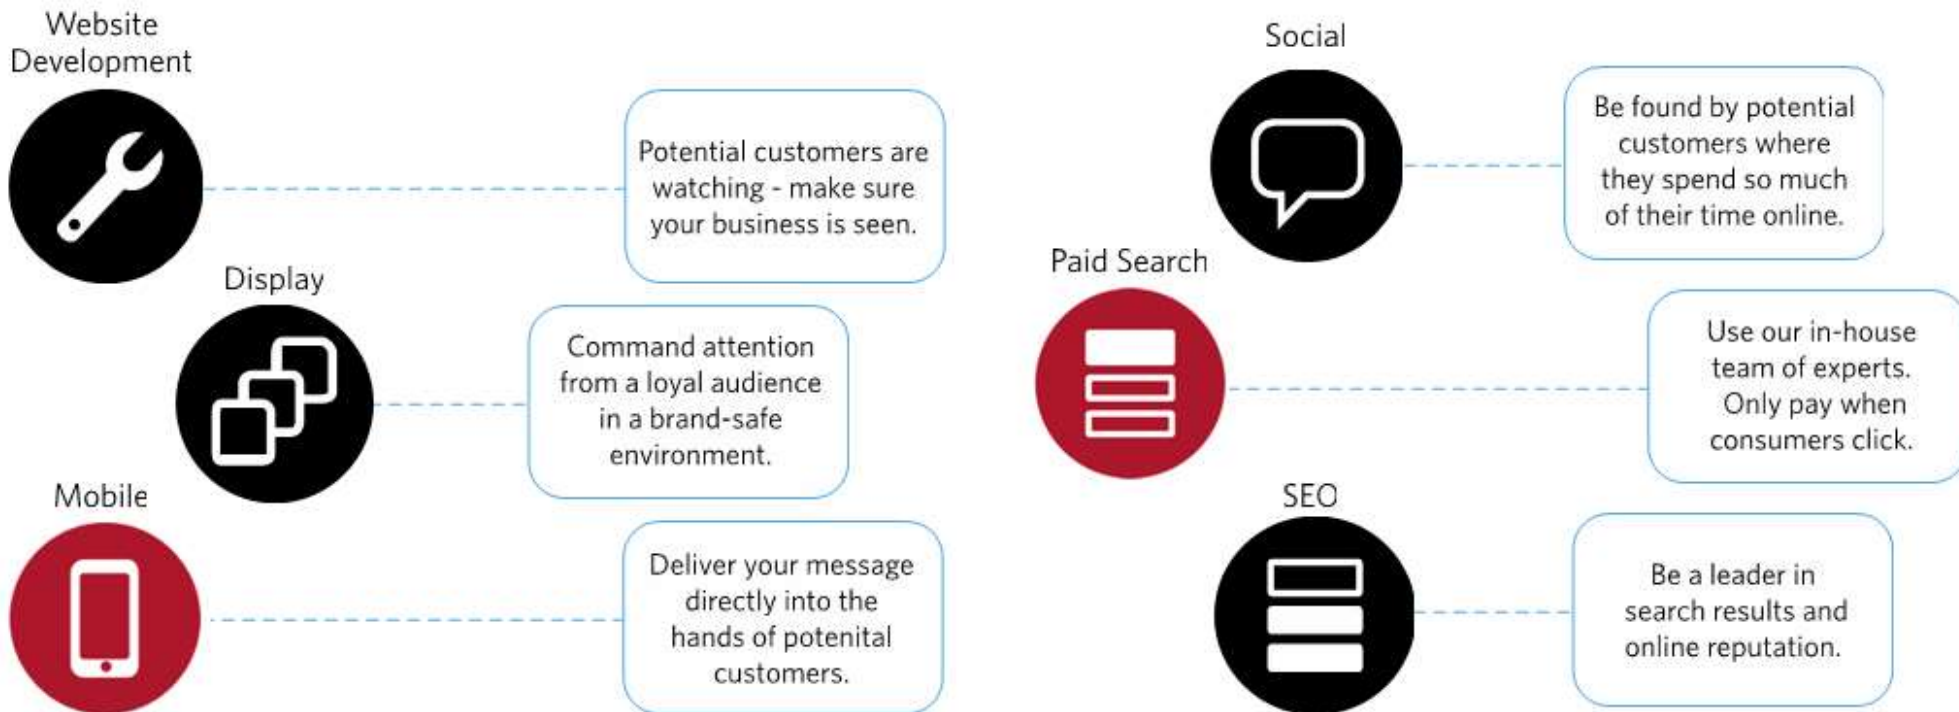 Website
Development
Potential customers are
watching - make sure
your business is seen.
Display
Command attention
from a loyal audience
in a brand-safe
environment.
Mobile
Deliver your message
directly into the
hands of potenital
customers.
Social
Be found by potential
customers where
they spend so much
of their time online.
Paid Search
Use our in-house
team of experts.
Only pay when
consumers click.
SEO
Be a leader in
search results and
online reputation.